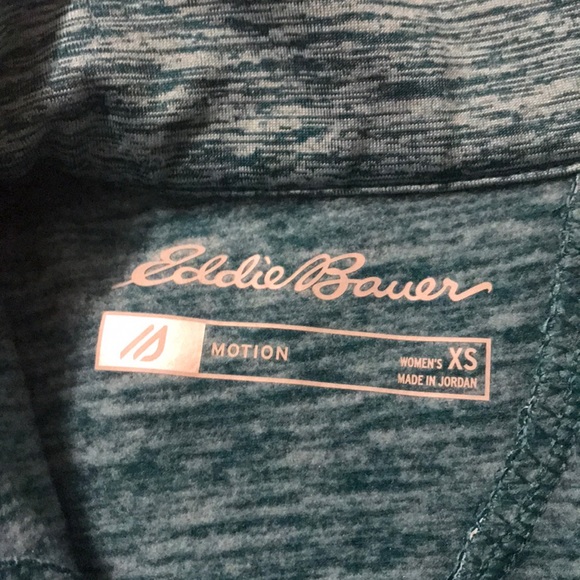 Eddie Bauer
MOTION
WOMEN'S XS
MADE IN JORDAN